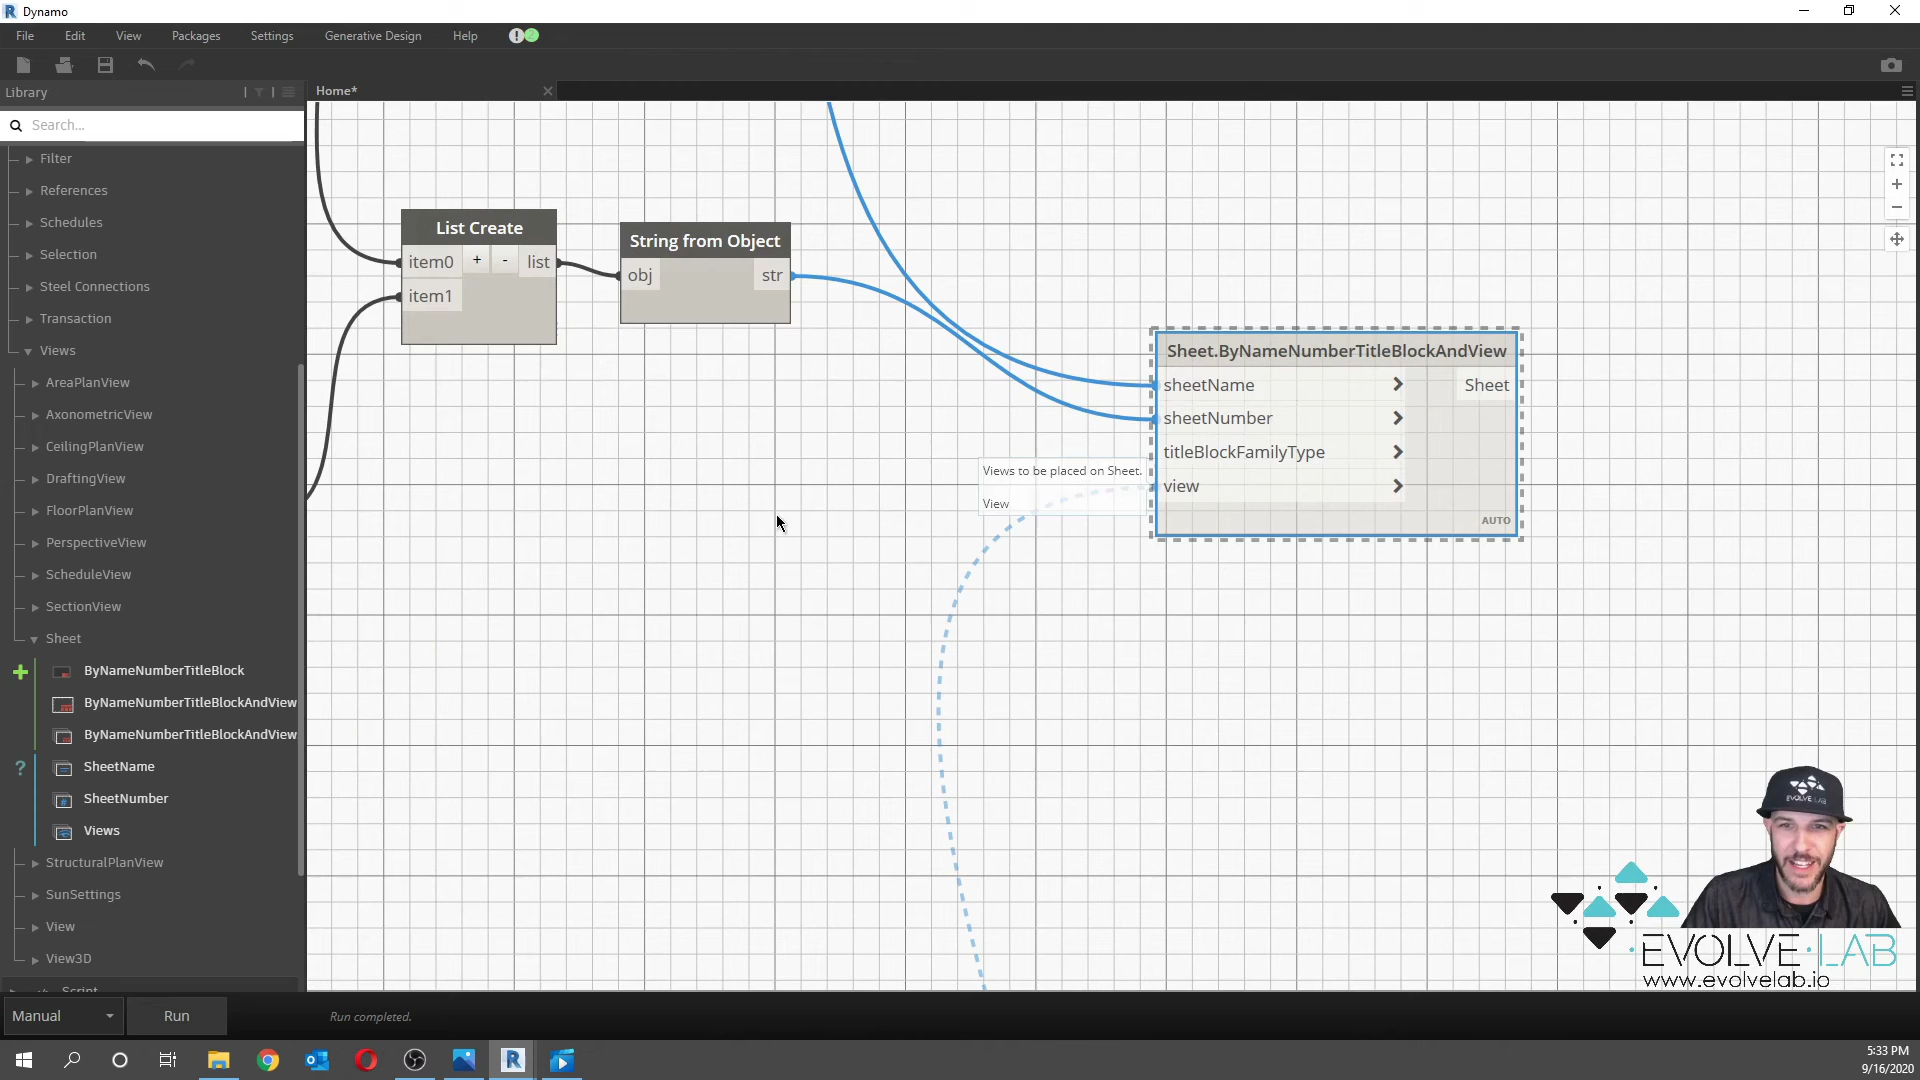 Dynamo
File Edit View Packages Settings Generative Design Help
Library
Home*
Search...
Filter
References
Schedules
Selection
Steel Connections
Transaction
Views
AreaPlanView
AxonometricView
CeilingPlanView
DraftingView
FloorPlanView
PerspectiveView
ScheduleView
SectionView
Sheet
ByNameNumberTitleBlock
ByNameNumberTitleBlockAndView
ByNameNumberTitleBlockAndView
SheetName
SheetNumber
Views
StructuralPlanView
SunSettings
View
View3D
Script
List Create
item0 + - list
item1
String from Object
obj str
Sheet.ByNameNumberTitleBlockAndView
sheetName Sheet
sheetNumber
titleBlockFamilyType
view
AUTO
Views to be placed on Sheet.
View
EVOLVE LAB
EVOLVE LAB
www.evolvelab.io
Manual Run Run completed.
5:33 PM
9/16/2020